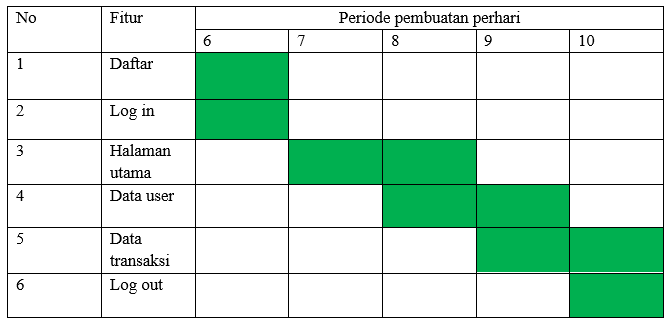 No Fitur Periode pembuatan perhari
6 7 8 9 10
1 Daftar
2 Log in
3 Halaman
utama
4 Data user
5 Data
transaksi
6 Log out